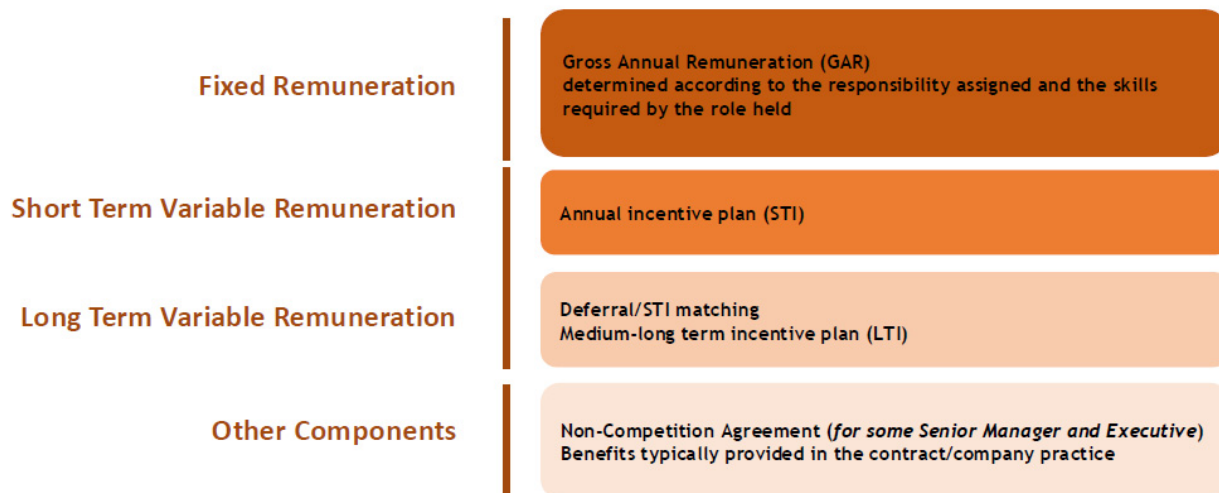 Fixed Remuneration
Gross Annual Remuneration (GAR)
determined according to the responsibility assigned and the skills
required by the role held
Short Term Variable Remuneration
Annual incentive plan (STI)
Long Term Variable Remuneration
Deferral/STI matching
Medium-long term incentive plan (LTI)
Other Components
Non-Competition Agreement (for some Senior Manager and Executive)
Benefits typically provided in the contract/company practice